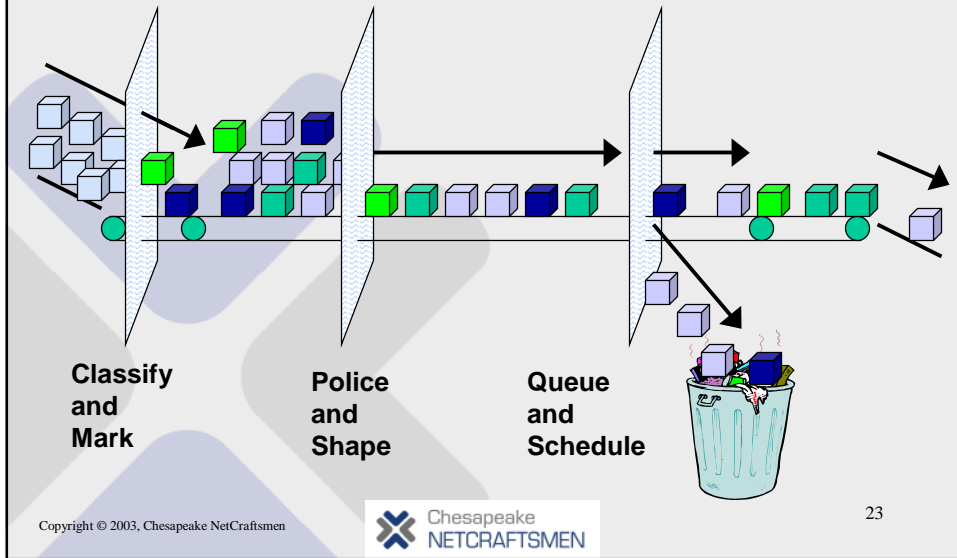 Classify
and
Mark
Police
and
Shape
Queue
and
Schedule
Copyright © 2003, Chesapeake NetCraftsmen
Chesapeake
NETCRAFTSMEN
23